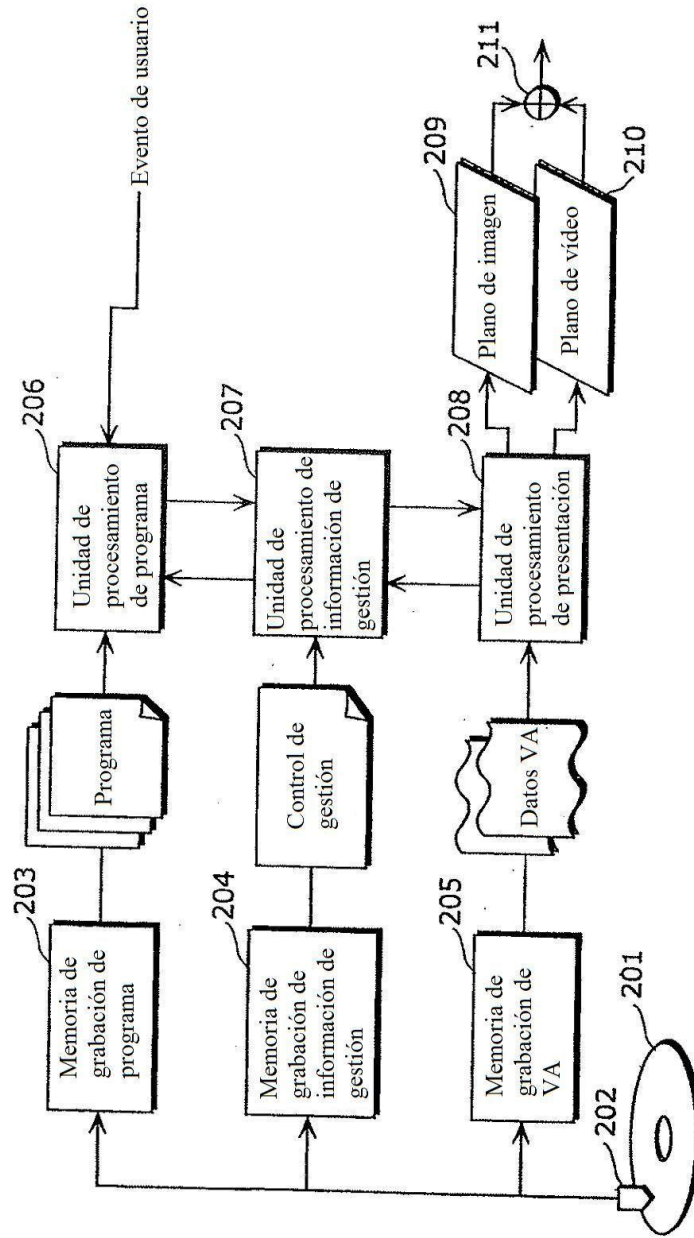 203
Memoria de
grabación de
programa
Programa
206
Unidad de
procesamiento
de programa
Evento de usuario
204
Memoria de
grabación de
información de
gestión
Control de
gestión
207
Unidad de
procesamiento de
información de
gestión
205
Memoria de
grabación de
VA
Datos VA
208
Unidad de
procesamiento
de presentación
209
Plano de imagen
Plano de vídeo
210
211
202
201